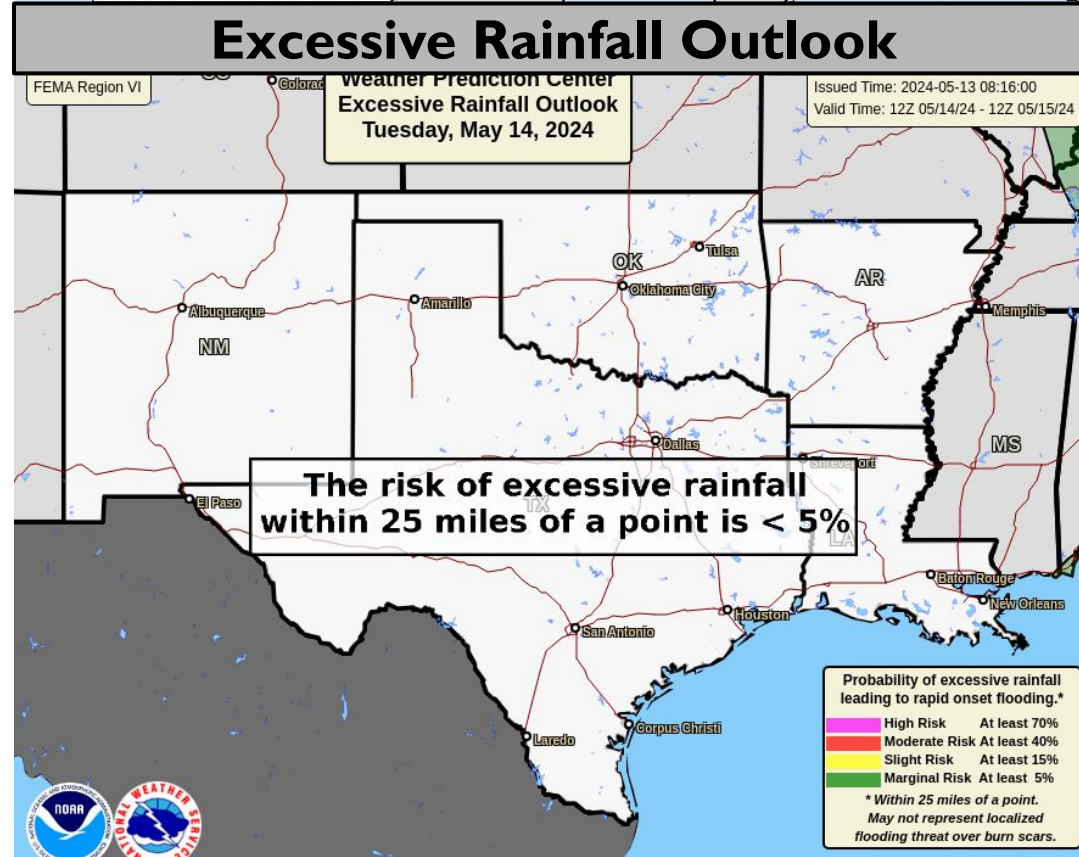 Excessive Rainfall Outlook
FEMA Region VI
Weather Prediction Center
Excessive Rainfall Outlook
Tuesday, May 14, 2024
Issued Time: 2024-05-13 08:16:00
Valid Time: 12Z 05/14/24 - 12Z 05/15/24
Tulsa
OK
Oklahoma City
AR
Albuquerque
Amarillo
Memphis
NM
Dallas
MS
Shreveport
The risk of excessive rainfall
within 25 miles of a point is < 5%
El Paso
TX
LA
Baton Rouge
New Orleans
Houston
San Antonio
Corpus Christi
Laredo
Probability of excessive rainfall
leading to rapid onset flooding.*
High Risk At least 70%
Moderate Risk At least 40%
Slight Risk At least 15%
Marginal Risk At least 5%
* Within 25 miles of a point.
May not represent localized
flooding threat over burn scars.
NOAA
NATIONAL WEATHER SERVICE